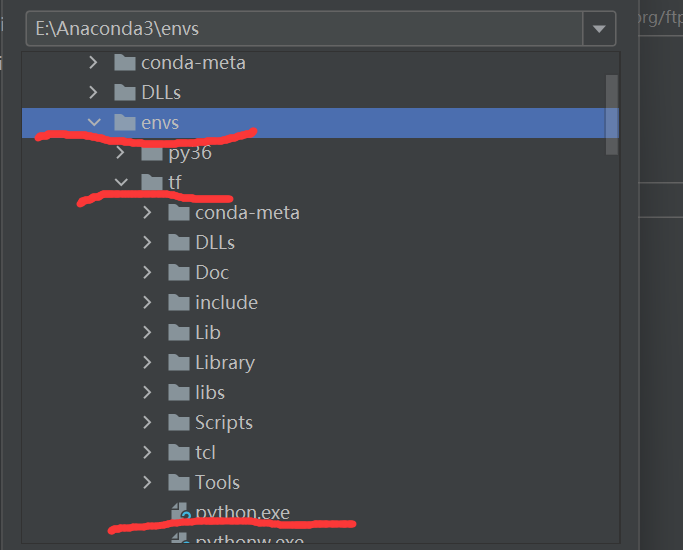 E:\Anaconda3\envs
org/ftp
conda-meta
DLLs
envs
py36
tf
conda-meta
DLLs
Doc
include
Lib
Library
libs
Scripts
tcl
Tools
python.exe
pythonw.exe